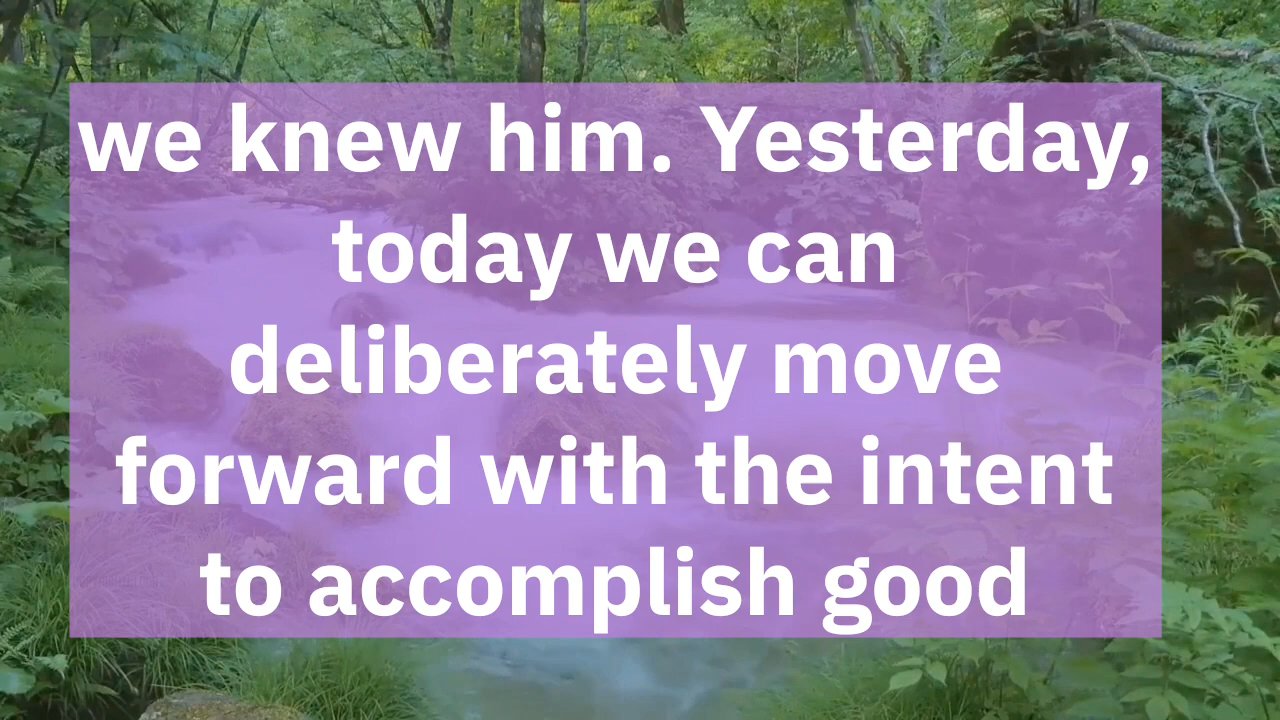 we knew him. Yesterday,
today we can
deliberately move
forward with the intent
to accomplish good